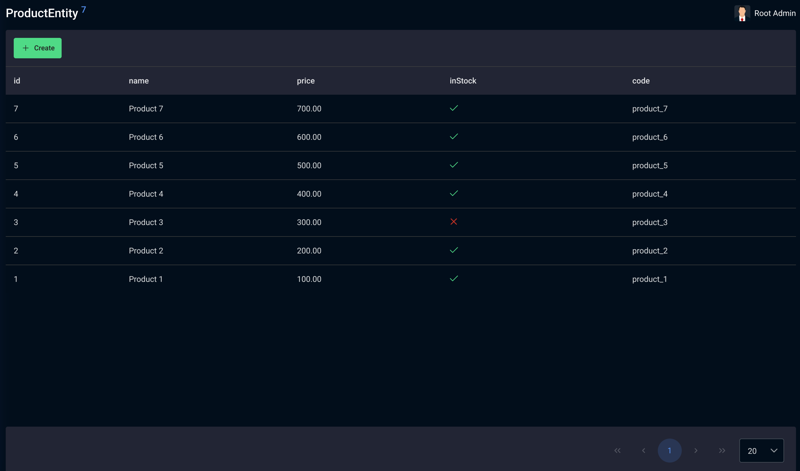 ProductEntity 7
Root Admin
+ Create
id name price inStock code
7 Product 7 700.00 product_7
6 Product 6 600.00 product_6
5 Product 5 500.00 product_5
4 Product 4 400.00 product_4
3 Product 3 300.00 product_3
2 Product 2 200.00 product_2
1 Product 1 100.00 product_1
« ‹ 1 › » 20